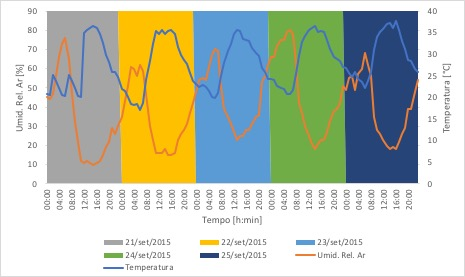 90
80
70
60
50
40
30
20
10
0
Umid. Rel. Ar [%]
40
35
30
25
20
15
10
5
0
Temperatura [°C]
00:00 04:00 08:00 12:00 16:00 20:00 00:00 04:00 08:00 12:00 16:00 20:00 00:00 04:00 08:00 12:00 16:00 20:00 00:00 04:00 08:00 12:00 16:00 20:00 00:00 04:00 08:00 12:00 16:00 20:00
Tempo [h:min]
21/set/2015 22/set/2015 23/set/2015
24/set/2015 25/set/2015 Umid. Rel. Ar
Temperatura